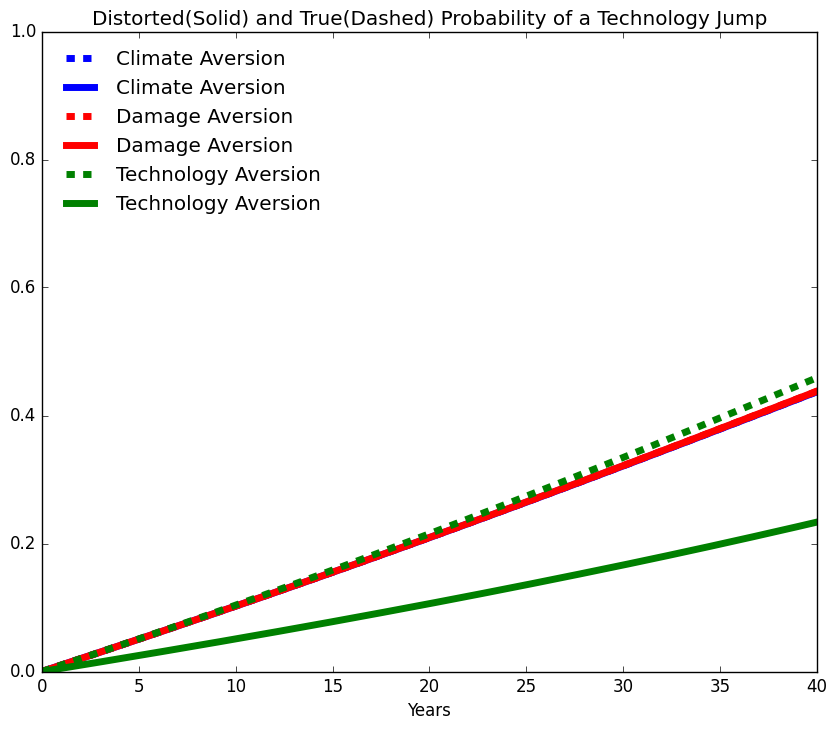 Distorted(Solid) and True(Dashed) Probability of a Technology Jump
1.0
Climate Aversion
Climate Aversion
Damage Aversion
Damage Aversion
Technology Aversion
Technology Aversion
0.8
0.6
0.4
0.2
0.0
0 5 10 15 20 25 30 35 40
Years